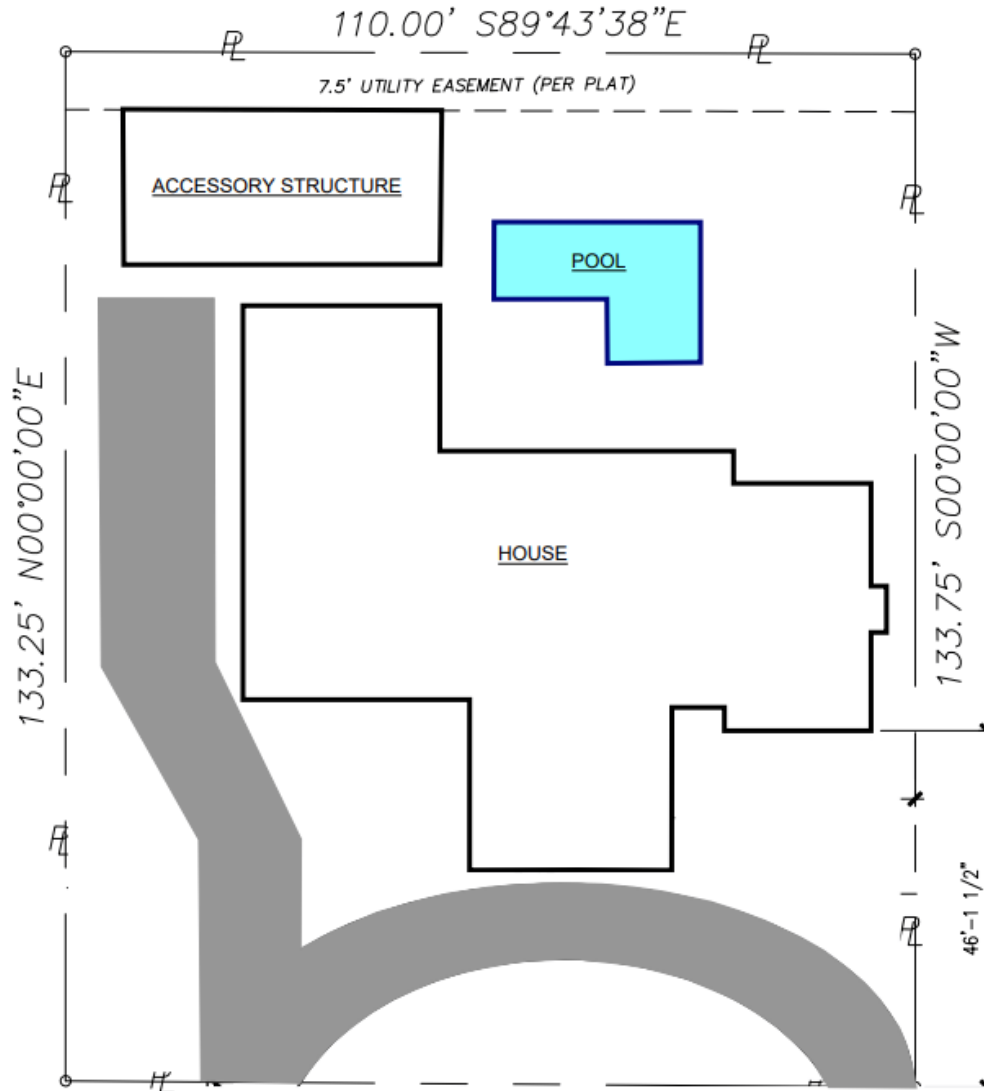 110.00' S89°43'38"E
PL
PL
7.5' UTILITY EASEMENT (PER PLAT)
PL
ACCESSORY STRUCTURE
PL
POOL
133.25' N00°00'00"E
133.75' S00°00'00"W
HOUSE
PL
PL
46'-1 1/2"